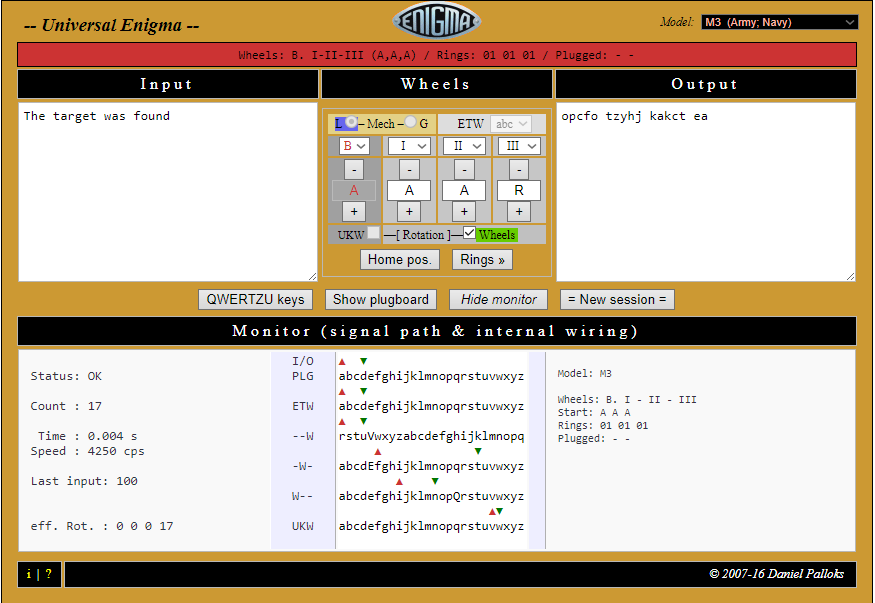 -- Universal Enigma --
ENIGMA
Model: M3 (Army; Navy)
Wheels: B. I-II-III (A,A,A) / Rings: 01 01 01 / Plugged: - -
Input
Wheels
Output
The target was found
L – Mech – G ETW abc
opcfo tzyhj kakct ea
B I II III
- - - -
A A A R
+ + + +
UKW —[ Rotation ]— Wheels
Home pos. Rings »
QWERTZU keys Show plugboard Hide monitor = New session =
Monitor (signal path & internal wiring)
I/O
Status: OK
PLG abcdefghijklmnopqrstuvwxyz
Model: M3
Count : 17
ETW abcdefghijklmnopqrstuvwxyz
Wheels: B. I - II - III
Start: A A A
Rings: 01 01 01
Plugged: - -
Time : 0.004 s
--W rstuVwxyzabcdefghijklmnopq
Speed : 4250 cps
-W- abcdEfghijklmnopqrstuvwxyz
Last input: 100
W-- abcdefghijklmnopQrstuvwxyz
eff. Rot. : 0 0 0 17
UKW abcdefghijklmnopqrstuvwxyz
i | ?
© 2007-16 Daniel Palloks